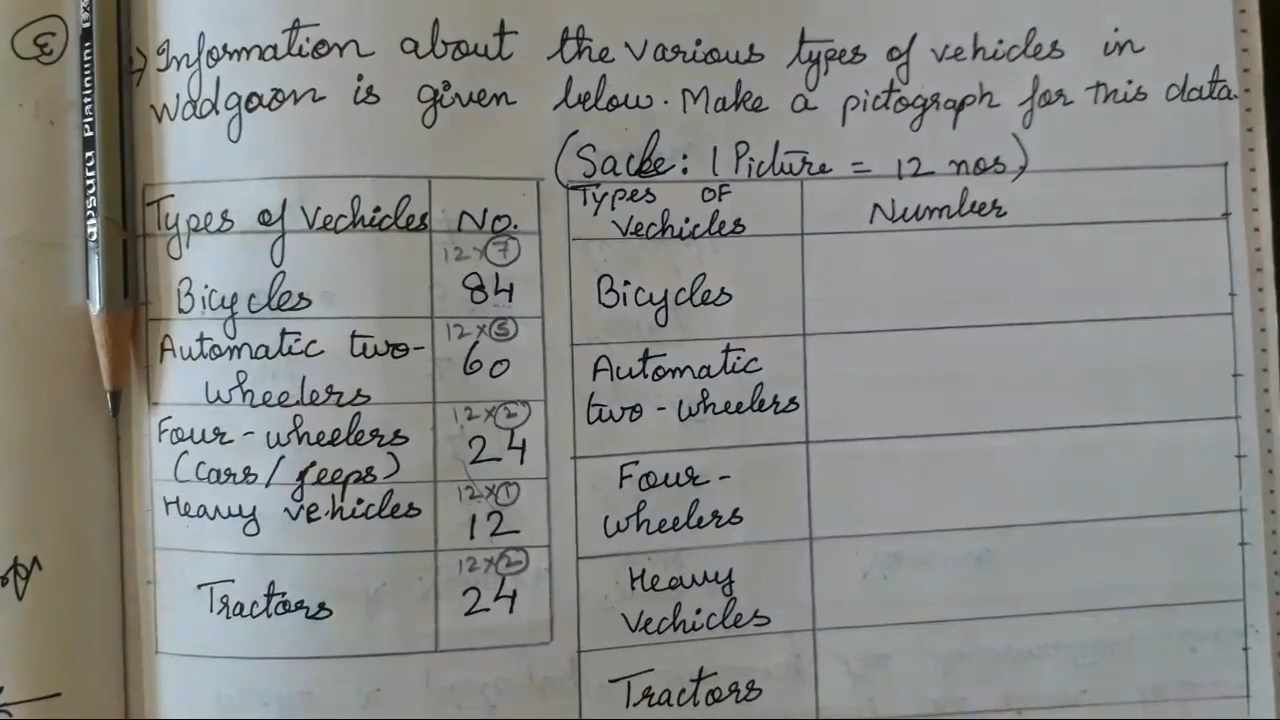 3
1) Information about the various types of vehicles in
Wadgaon is given below. Make a pictograph for this data.
(Sacle: 1 Picture = 12 nos)
Types of Vechicles No.
12×7
Bicycles 84
12×5
Automatic two-
wheelers 60
12×2
Four-wheelers
(cars/jeeps) 24
12×1
Heavy vehicles 12
12×2
Tractors 24
Types OF
Vechicles Number
Bicycles
Automatic
two-wheelers
Four-
wheelers
Heavy
Vechicles
Tractors
apsara Platinum